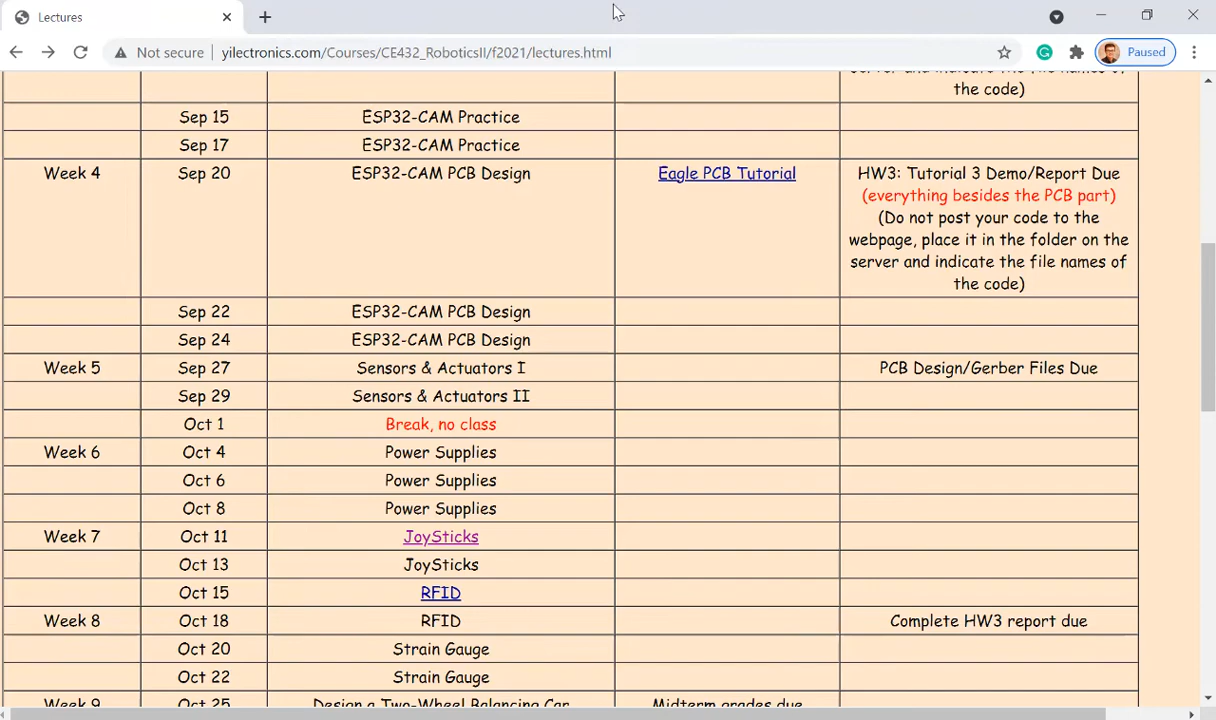 Lectures
Not secure yilectronics.com/Courses/CE432_RoboticsII/f2021/lectures.html Paused
the code)
Sep 15 ESP32-CAM Practice
Sep 17 ESP32-CAM Practice
Week 4 Sep 20 ESP32-CAM PCB Design Eagle PCB Tutorial HW3: Tutorial 3 Demo/Report Due
(everything besides the PCB part)
(Do not post your code to the
webpage, place it in the folder on the
server and indicate the file names of
the code)
Sep 22 ESP32-CAM PCB Design
Sep 24 ESP32-CAM PCB Design
Week 5 Sep 27 Sensors & Actuators I PCB Design/Gerber Files Due
Sep 29 Sensors & Actuators II
Oct 1 Break, no class
Week 6 Oct 4 Power Supplies
Oct 6 Power Supplies
Oct 8 Power Supplies
Week 7 Oct 11 JoySticks
Oct 13 JoySticks
Oct 15 RFID
Week 8 Oct 18 RFID Complete HW3 report due
Oct 20 Strain Gauge
Oct 22 Strain Gauge
Week 9 Oct 25 Design a Two-Wheel Balancing Car Midterm grades due